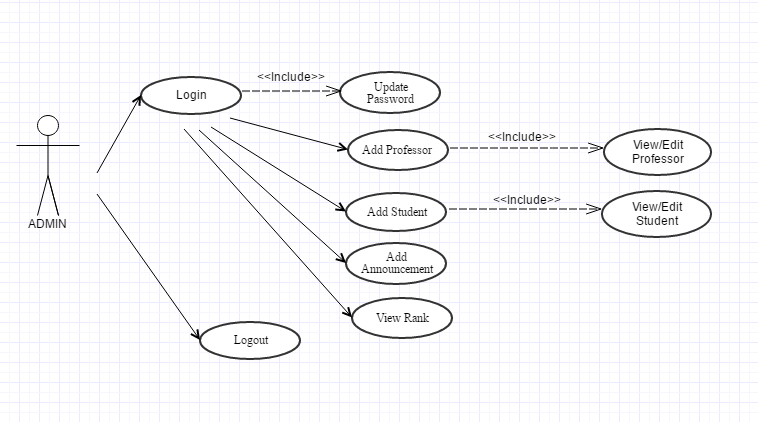 <<Include>>
Update
Password
Login
<<Include>>
View/Edit
Professor
Add Professor
<<Include>>
View/Edit
Student
Add Student
ADMIN
Add
Announcement
View Rank
Logout